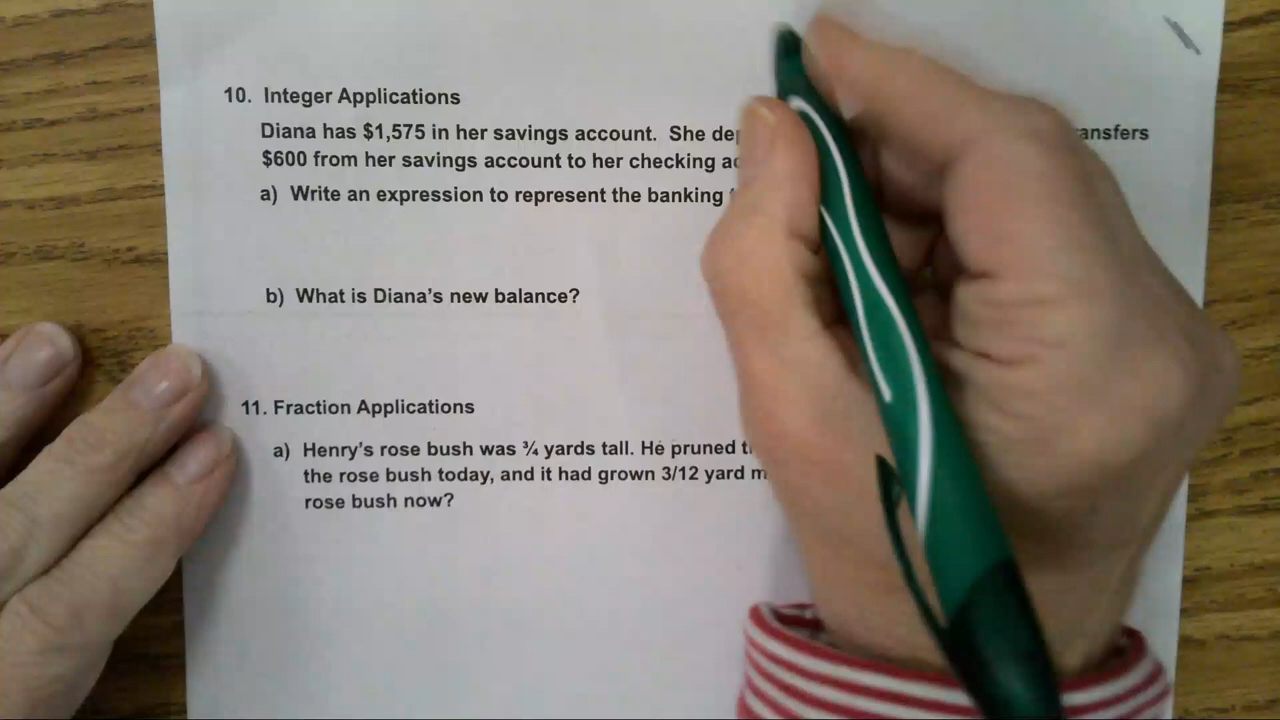 10. Integer Applications
Diana has $1,575 in her savings account. She
$600 from her savings account to her checking
a) Write an expression to represent the banking
b) What is Diana's new balance?
11. Fraction Applications
a) Henry's rose bush was ¾ yards tall. He pruned
the rose bush today, and it had grown 3/12 yard
rose bush now?